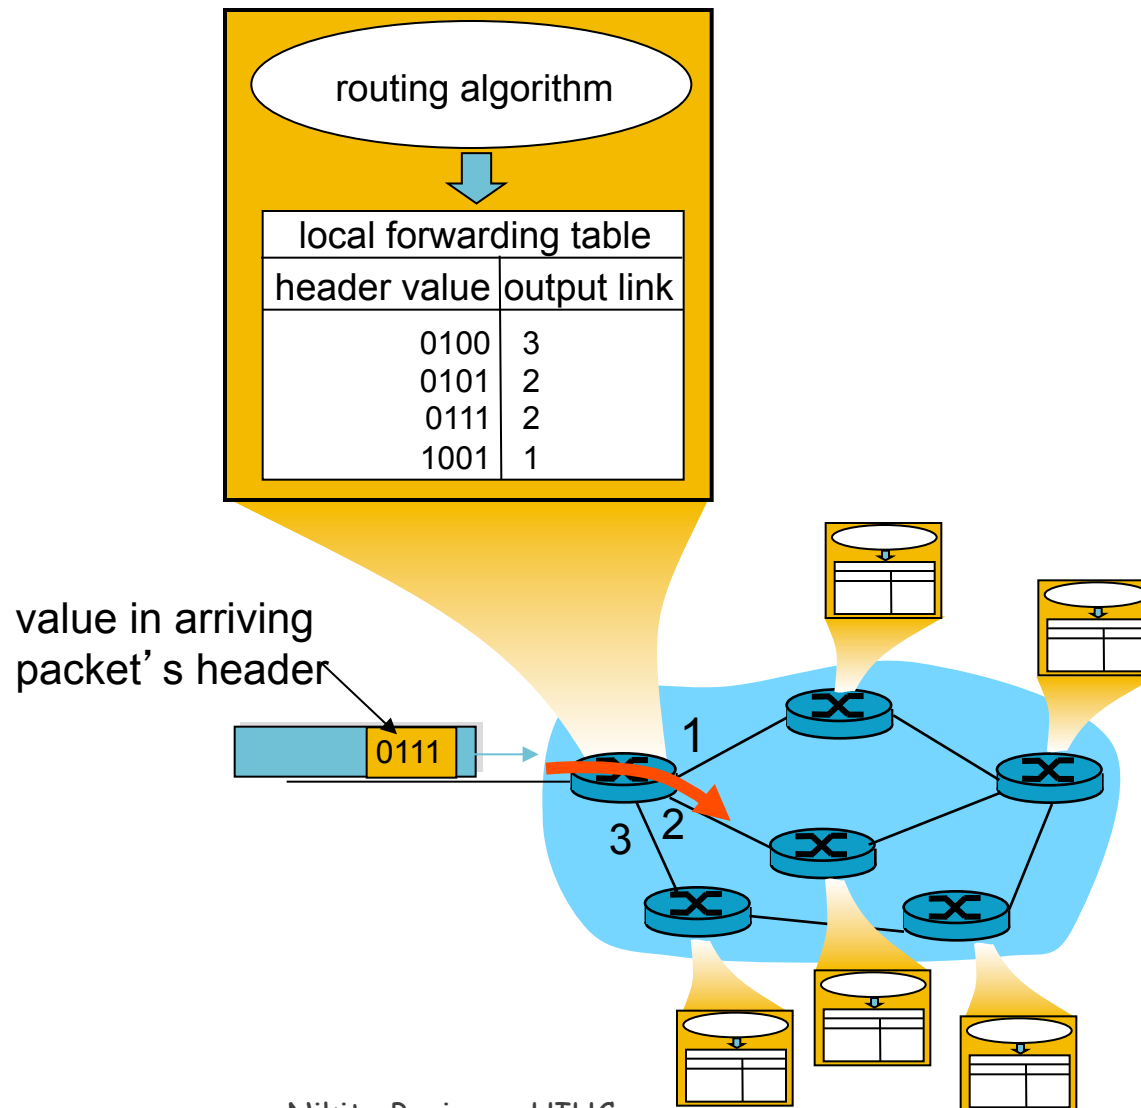 routing algorithm
local forwarding table
header value output link
0100 3
0101 2
0111 2
1001 1
value in arriving
packet's header
0111
1
2
3